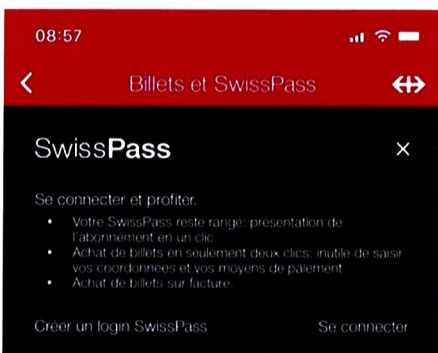 08:57
Billets et SwissPass
SwissPass
Se connecter et profiter.
• Votre SwissPass reste rangé: présentation de
l'abonnement en un clic.
• Achat de billets en seulement deux clics: inutile de saisir
vos coordonnées et vos moyens de paiement.
• Achat de billets sur facture.
Créer un login SwissPass
Se connecter